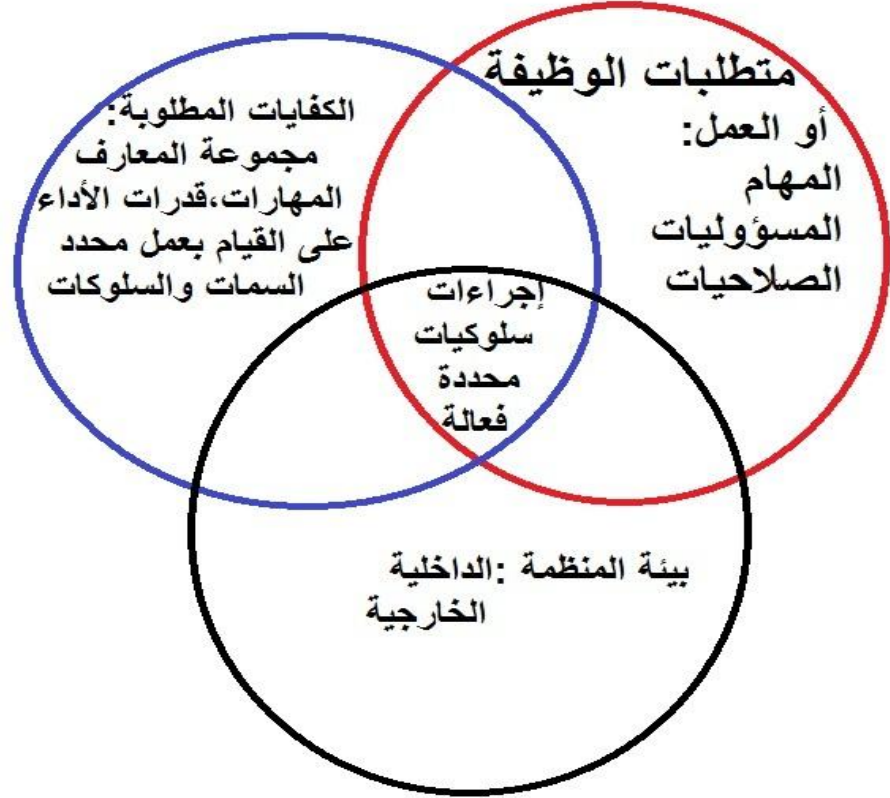 متطلبات الوظيفة
أو العمل:
المهام
المسؤوليات
الصلاحيات
الكفايات المطلوبة:
مجموعة المعارف
المهارات،قدرات الأداء
على القيام بعمل محدد
السمات والسلوكات
إجراءات
سلوكيات
محددة
فعالة
بيئة المنظمة :الداخلية
الخارجية